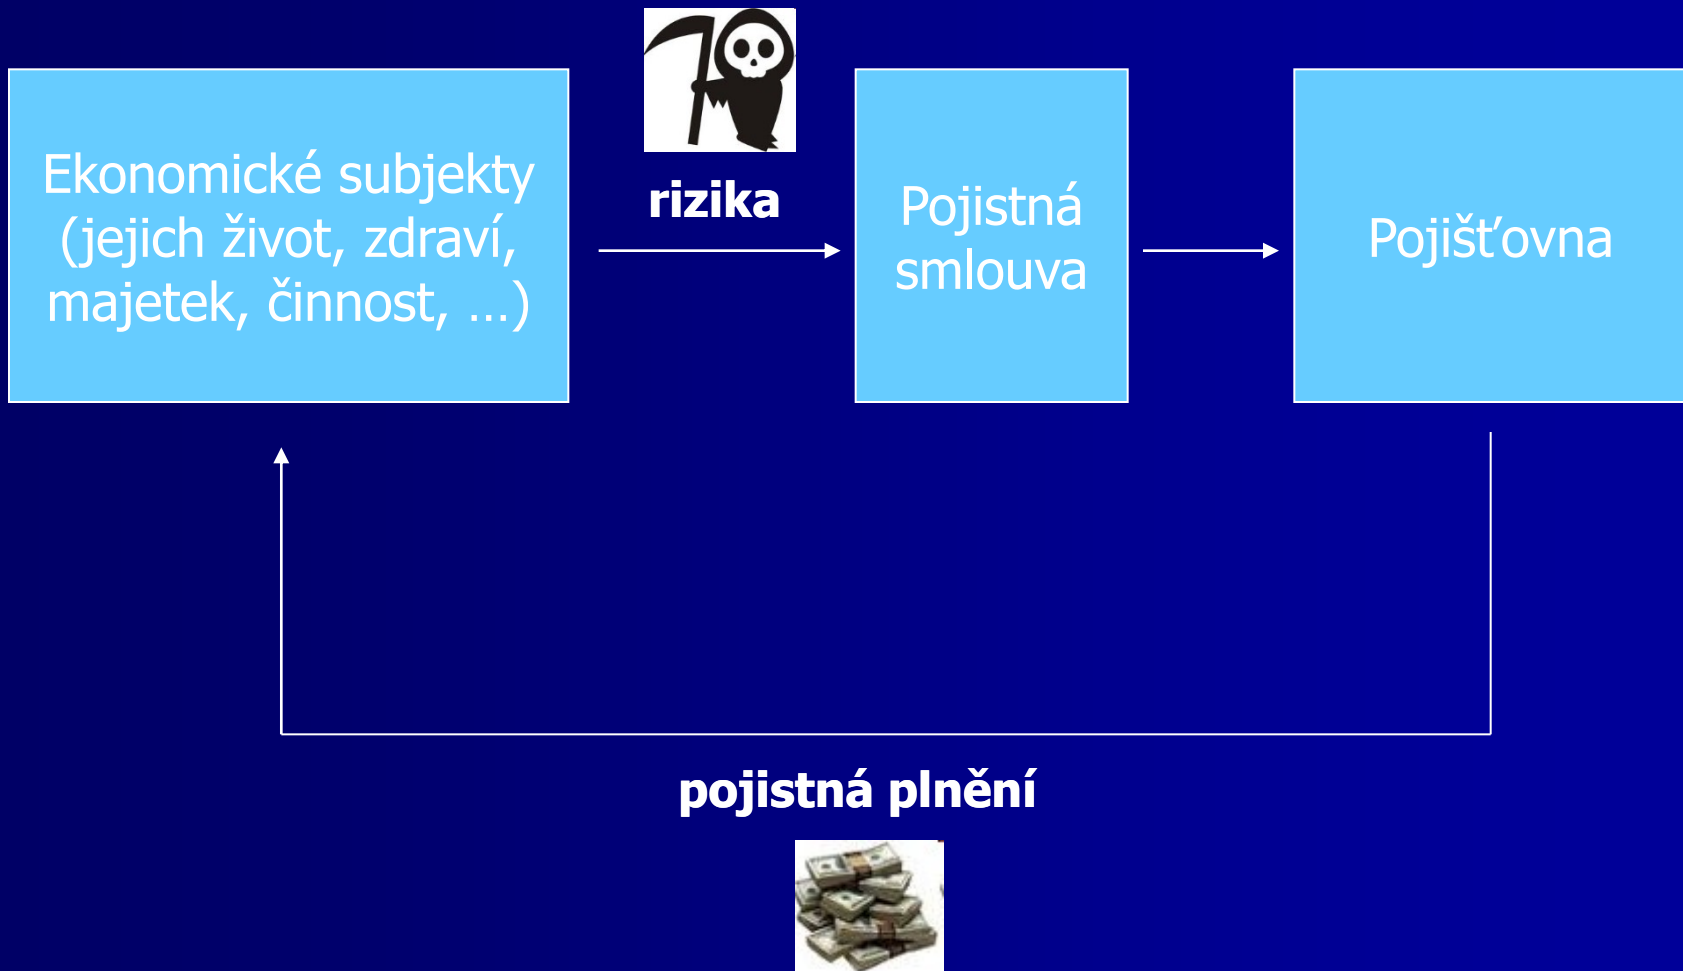 Ekonomické subjekty
(jejich život, zdraví,
majetek, činnost, …)
rizika
Pojistná
smlouva
Pojišťovna
pojistná plnění